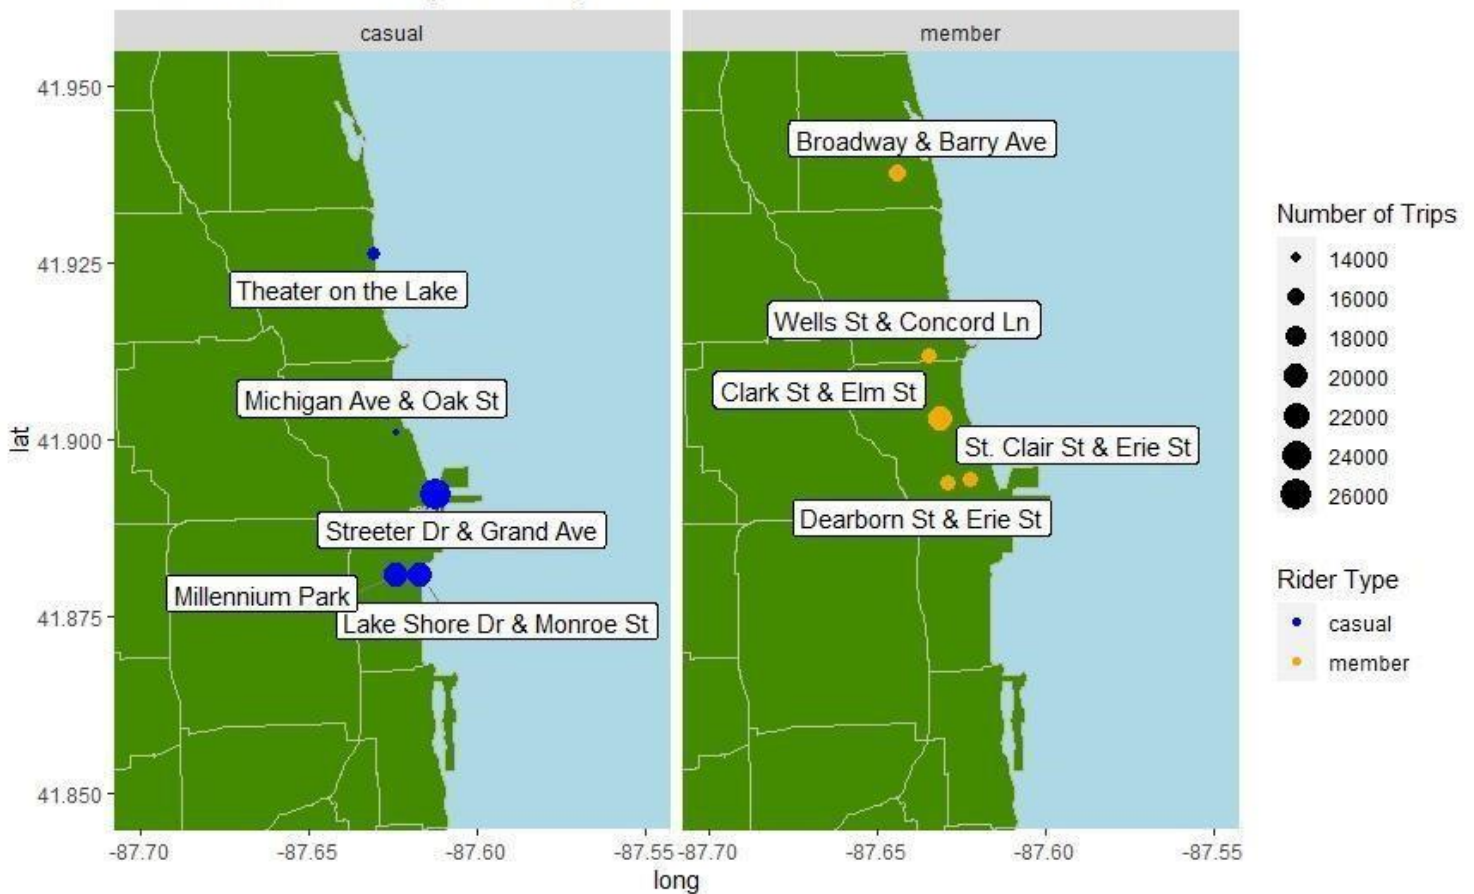 casual
member
41.950
41.925
41.900
41.875
41.850
lat
Theater on the Lake
Michigan Ave & Oak St
Streeter Dr & Grand Ave
Millennium Park
Lake Shore Dr & Monroe St
Broadway & Barry Ave
Wells St & Concord Ln
Clark St & Elm St
St. Clair St & Erie St
Dearborn St & Erie St
-87.70
-87.65
-87.60
-87.55
-87.70
-87.65
-87.60
-87.55
long
Number of Trips
14000
16000
18000
20000
22000
24000
26000
Rider Type
casual
member